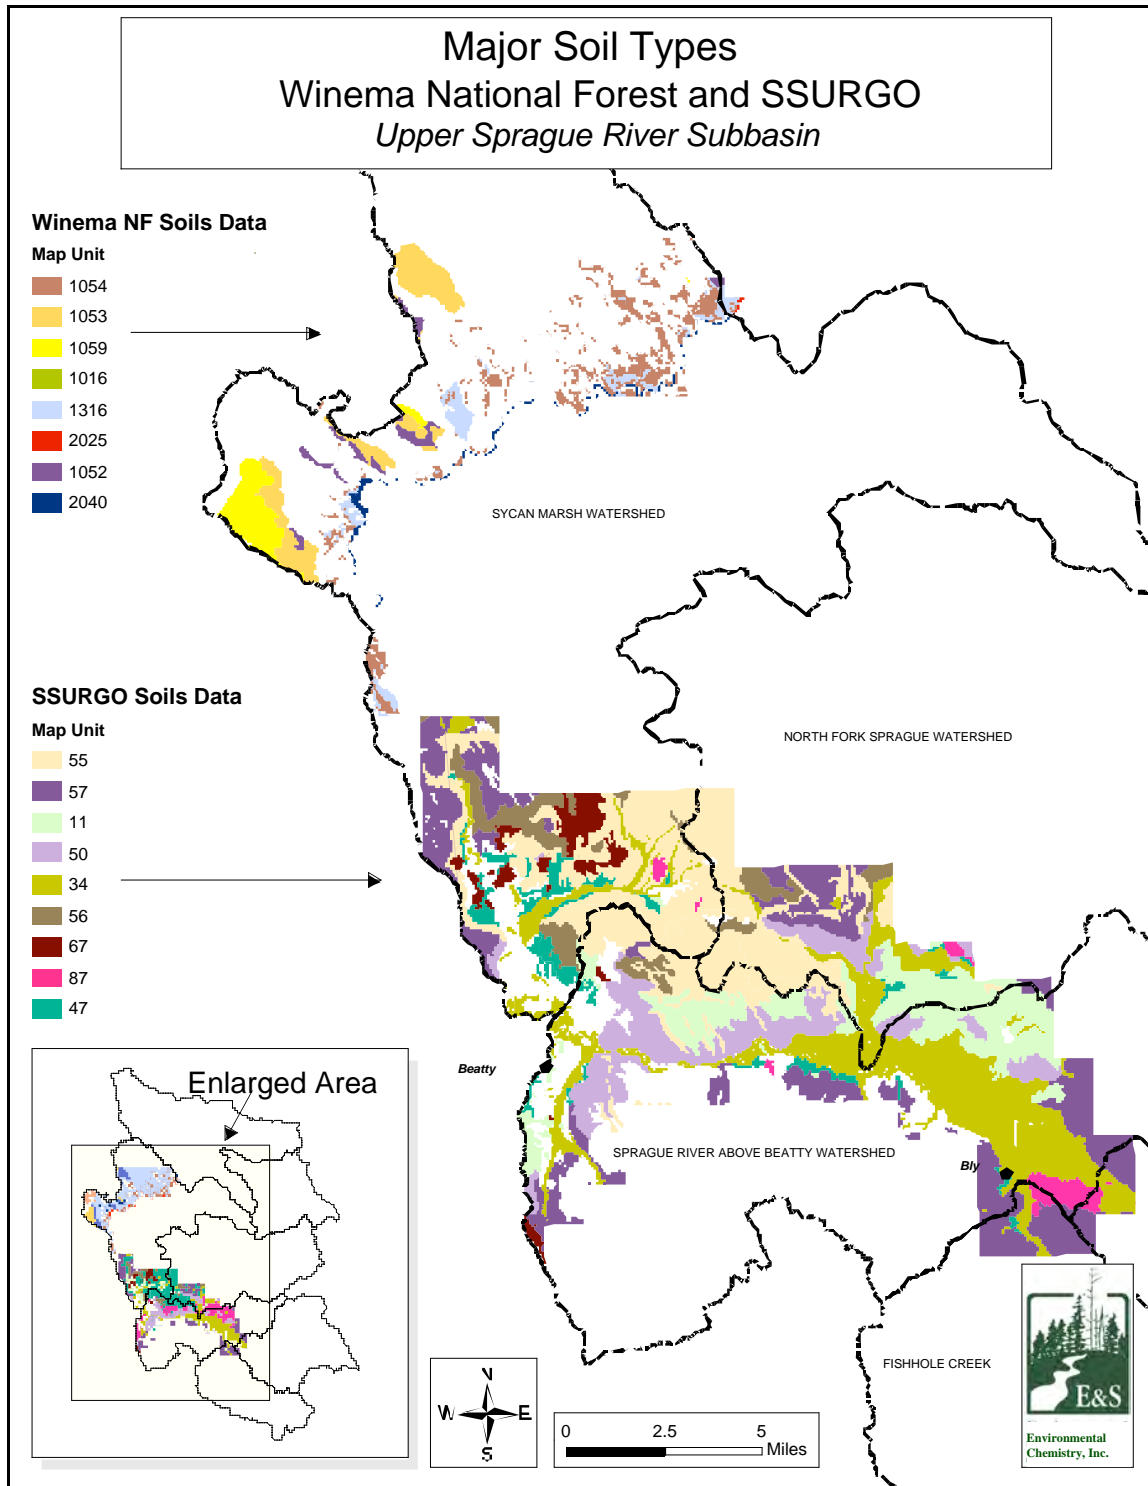 Major Soil Types
Winema National Forest and SSURGO
Upper Sprague River Subbasin
Winema NF Soils Data
Map Unit
1054
1053
1059
1016
1316
2025
1052
2040
SYCAN MARSH WATERSHED
SSURGO Soils Data
Map Unit
55
57
11
50
34
56
67
87
47
NORTH FORK SPRAGUE WATERSHED
Beatty
SPRAGUE RIVER ABOVE BEATTY WATERSHED
Bly
FISHHOLE CREEK
Enlarged Area
N
W
E
S
0 2.5 5
Miles
E&S
Environmental
Chemistry, Inc.